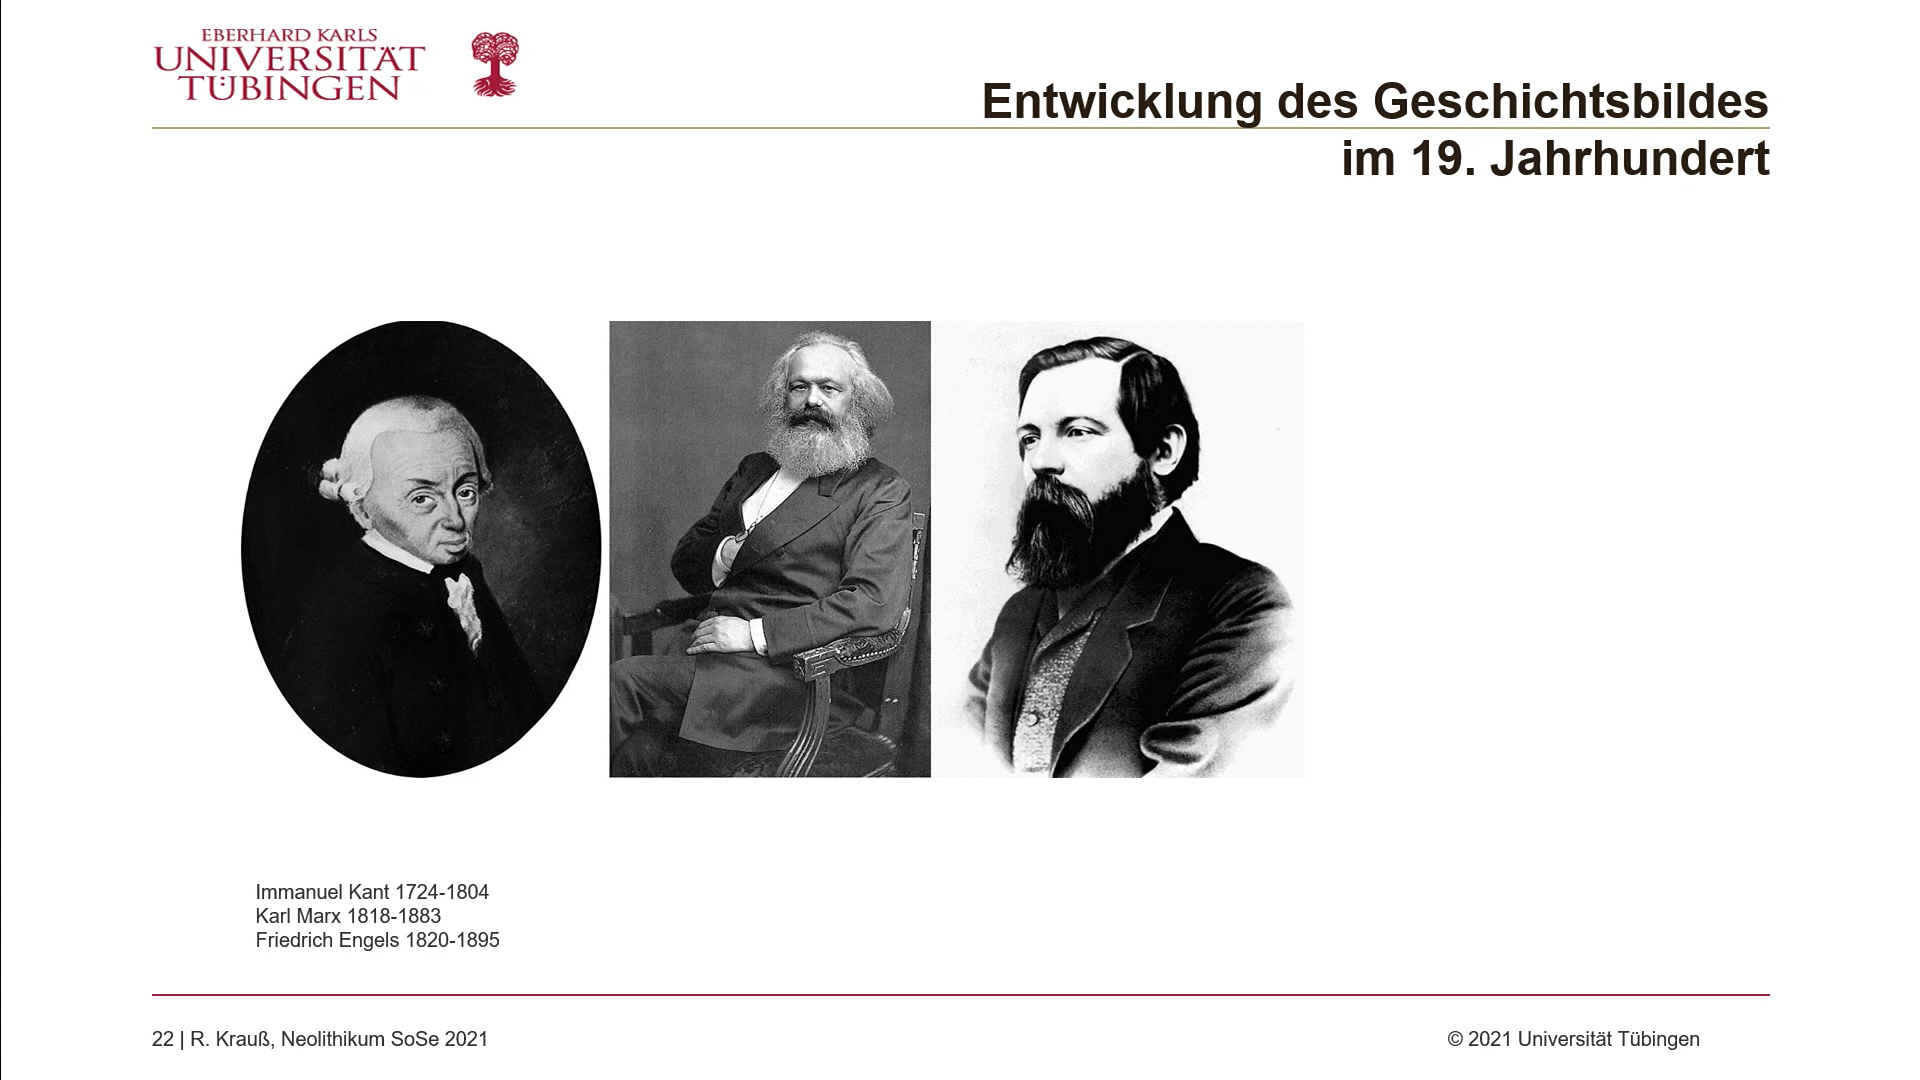 EBERHARD KARLS
UNIVERSITÄT
TÜBINGEN
Entwicklung des Geschichtsbildes
im 19. Jahrhundert
Immanuel Kant 1724-1804
Karl Marx 1818-1883
Friedrich Engels 1820-1895
22 | R. Krauß, Neolithikum SoSe 2021
© 2021 Universität Tübingen